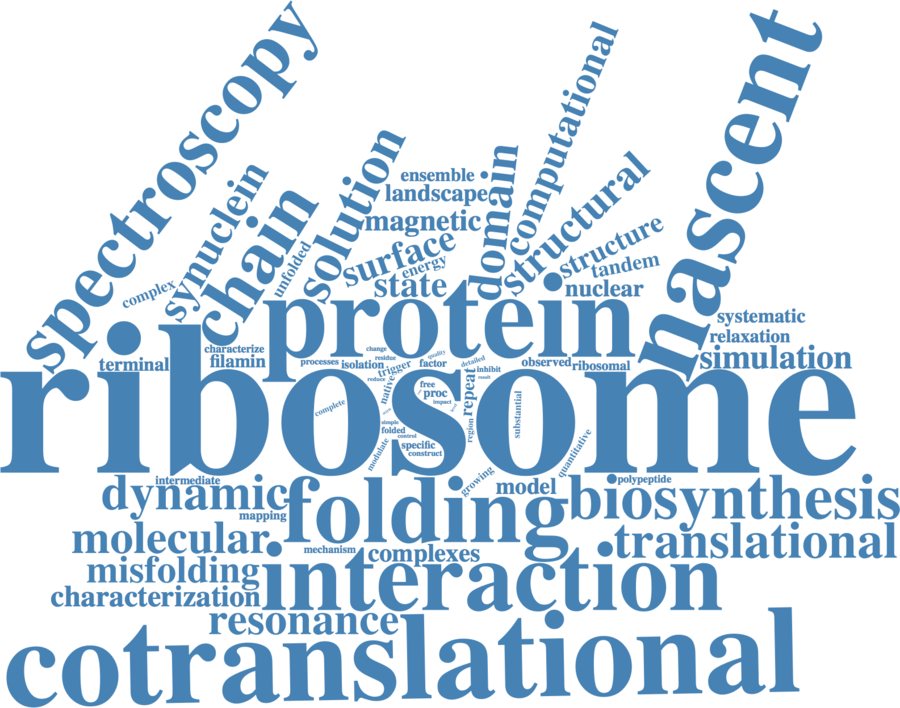 spectroscopy
nascent
computational
solution
synuclein
chain
ensemble
landscape
domain
structural
magnetic
structure
surface
unfolded
energy
tandem
complex
state
nuclear
protein
systematic
relaxation
simulation
terminal
characterize
filamin
processes
isolation
change
residue
trigger
factor
quality
detailed
inhibit
result
observed
ribosomal
ribosome
reduce
native
free
proc
impact
repeat
complete
substantial
simple
folded
control
region
specific
construct
modulate
quantitative
intermediate
growing
polypeptide
dynamic
mapping
folding
model
biosynthesis
molecular
mechanism
complexes
translational
misfolding
interaction
characterization
resonance
cotranslational